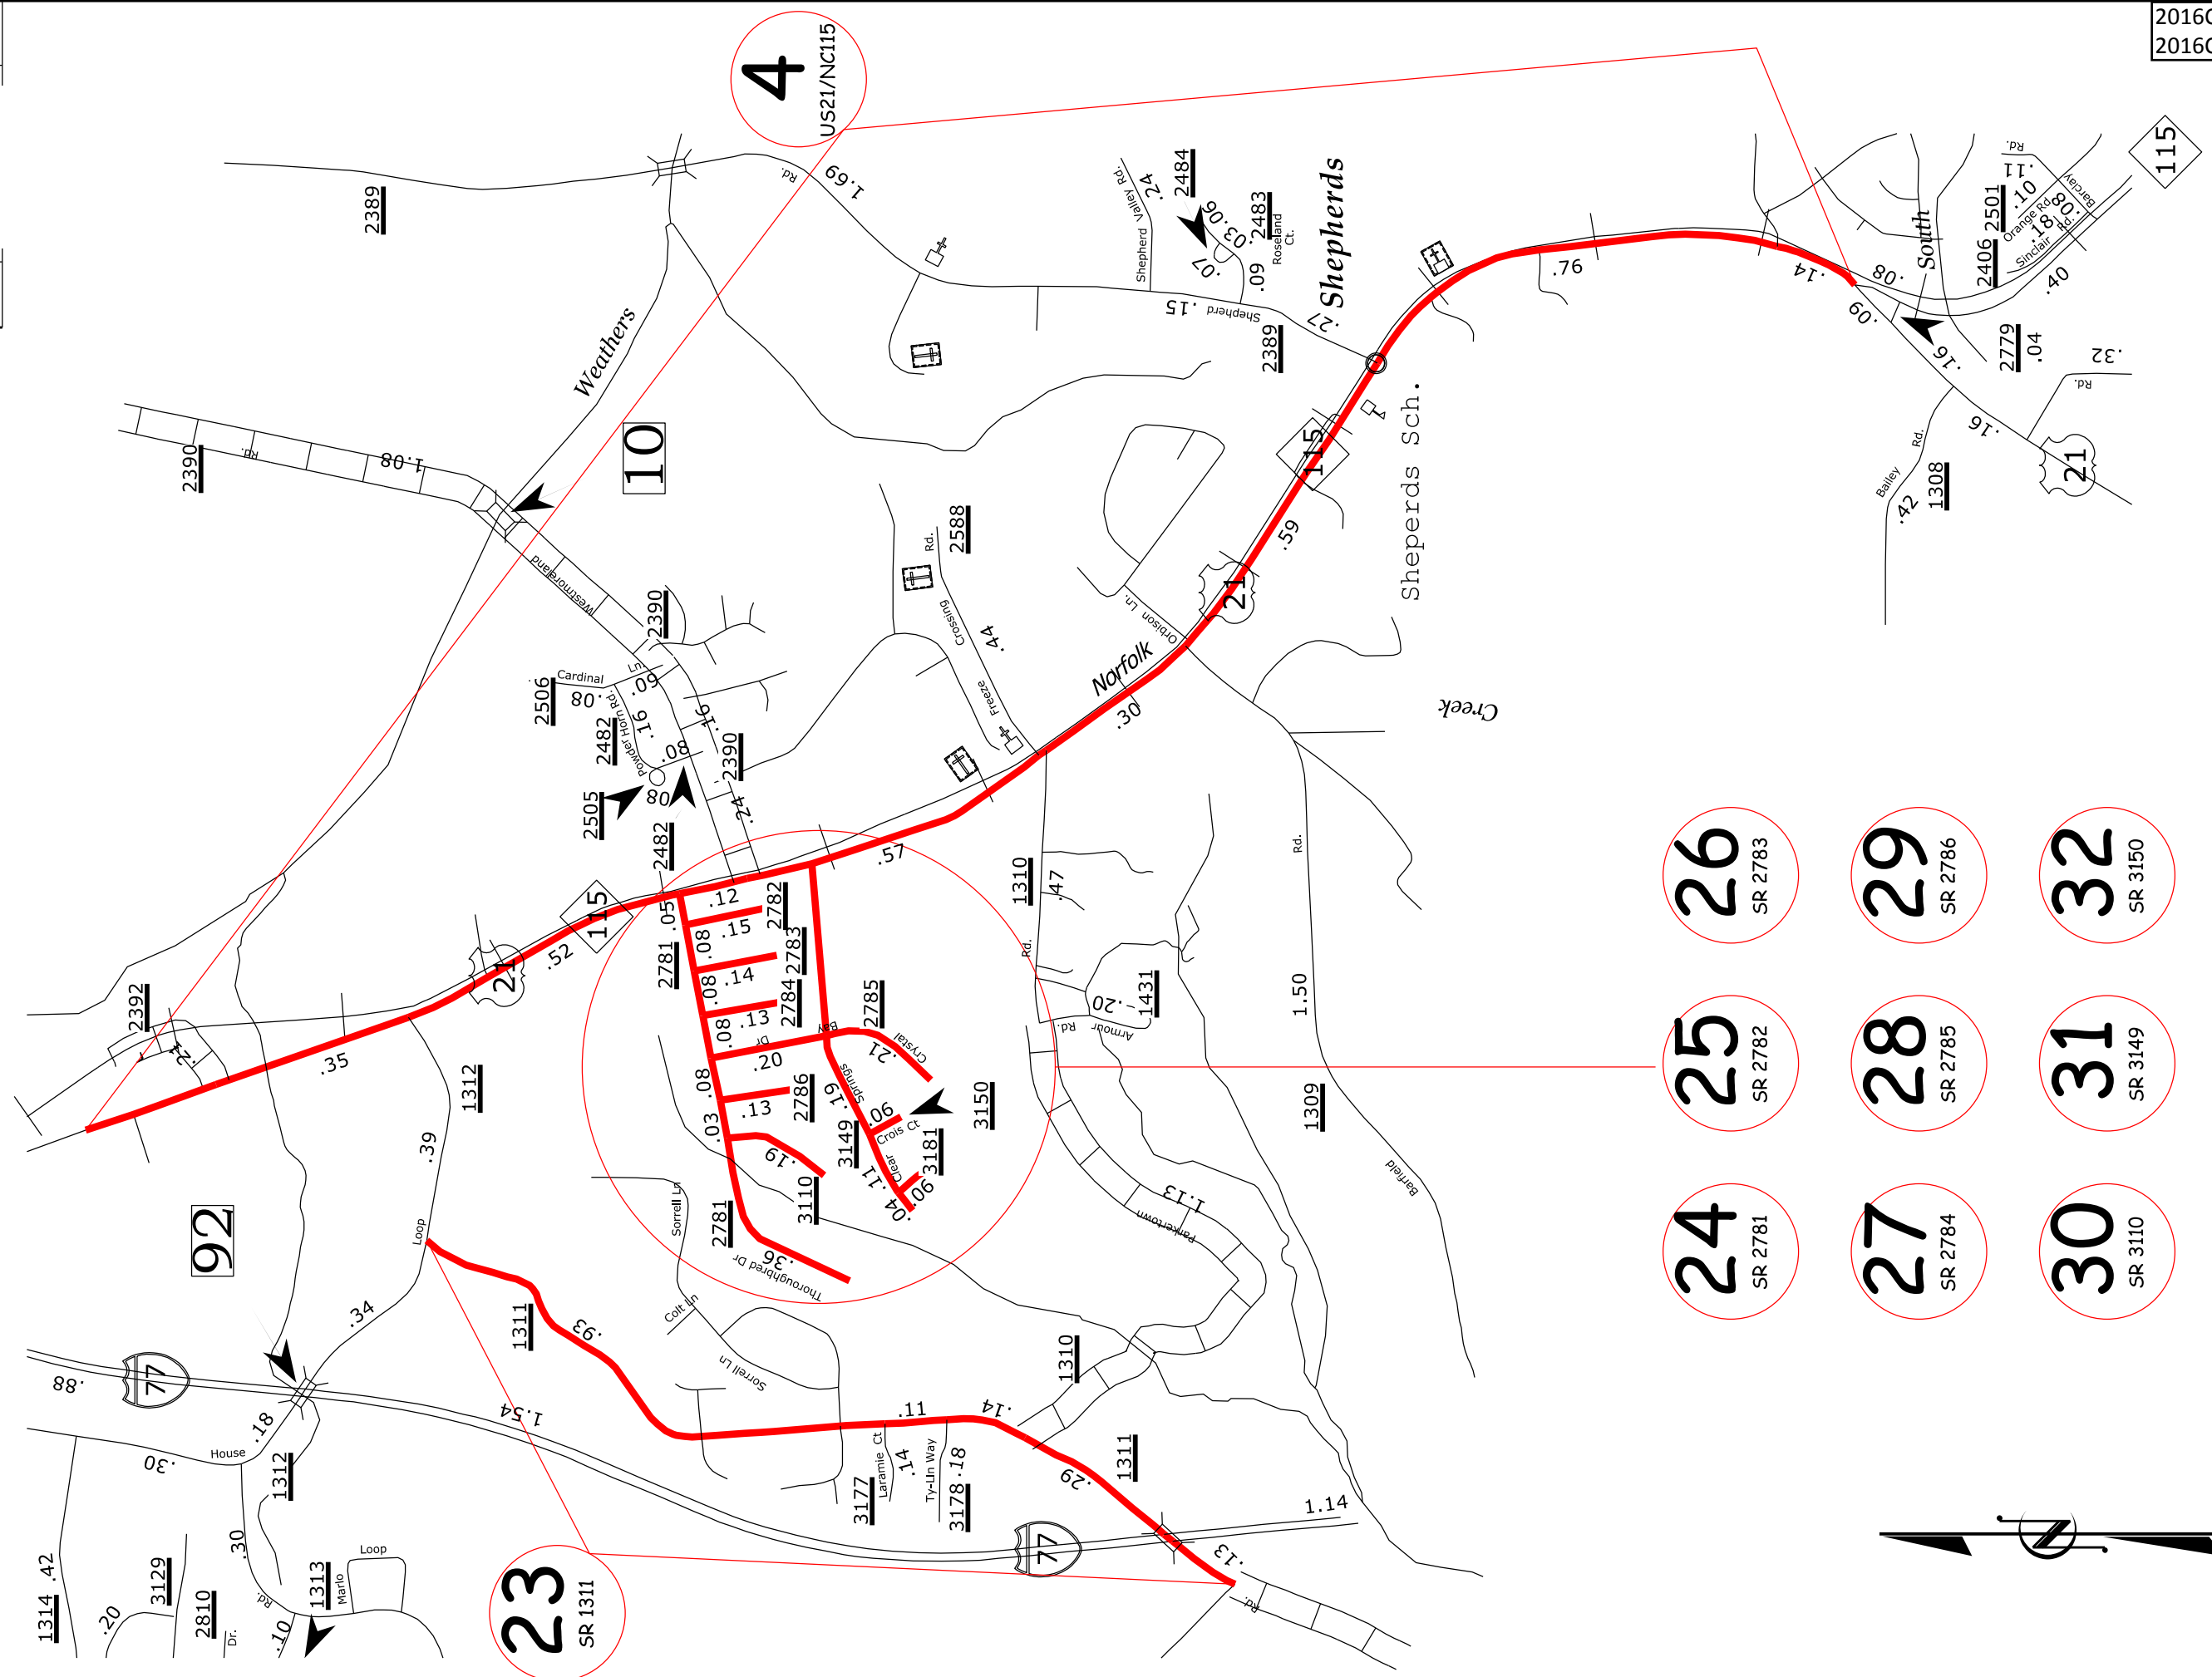 2016C
2016C
4
US21/NC115
2389
Rd.
1.69
Weathers
2390
Rd.
1.08
10
Westmoreland
2390
Cardinal
Ln
2506
.08
.09
Powder Horn Rd.
2482
.16
.08
.16
2505
.08
2390
2482
.24
Shepherd Valley Rd.
.24
2484
.06
.03
.07
2483
Roseland
Ct.
.09
Shepherd
.15
2389
.27
Shepherds
Sheperds Sch.
115
.59
21
Orbison Ln.
Norfolk
.30
2588
Rd.
Crossing
.44
Freeze
.76
.14
.08
South
.09
.16
.16
2406
2501
Rd.
.11
.10
Orange Rd.
.08
Barclay
.18
Sinclair
Rd.
.40
115
2779
.04
.32
Rd.
21
Bailey
Rd.
.42
1308
Creek
.57
1310
.47
Rd.
Rd.
Armour
.20
1431
Rd.
1.50
1309
Barfield
1.13
Parkertown
1310
2392
.21
.35
21
.52
115
1312
.39
Loop
.34
92
77
.88
.18
House
.30
1312
.30
1314
.42
3129
.20
2810
Dr.
Rd
.10
1313
Marlo
Loop
1.54
2781
.05
.12
2782
.08
.15
2783
.08
.14
2784
.08
.13
Bay
Dr
.20
2785
.21
Crystal
.08
.13
2786
.03
.19
3110
Springs
.19
3149
.06
Crois Ct
3150
Clear
.11
3181
.06
.04
2781
.36
Thoroughbred Dr
Sorrell Ln
Colt Ln
Sorrell Ln
1311
.93
.11
.14
Laramie Ct
.14
3177
Ty-Lin Way
.18
3178
.29
1311
77
1.14
.13
Rd.
23
SR 1311
24
SR 2781
25
SR 2782
26
SR 2783
27
SR 2784
28
SR 2785
29
SR 2786
30
SR 3110
31
SR 3149
32
SR 3150
N